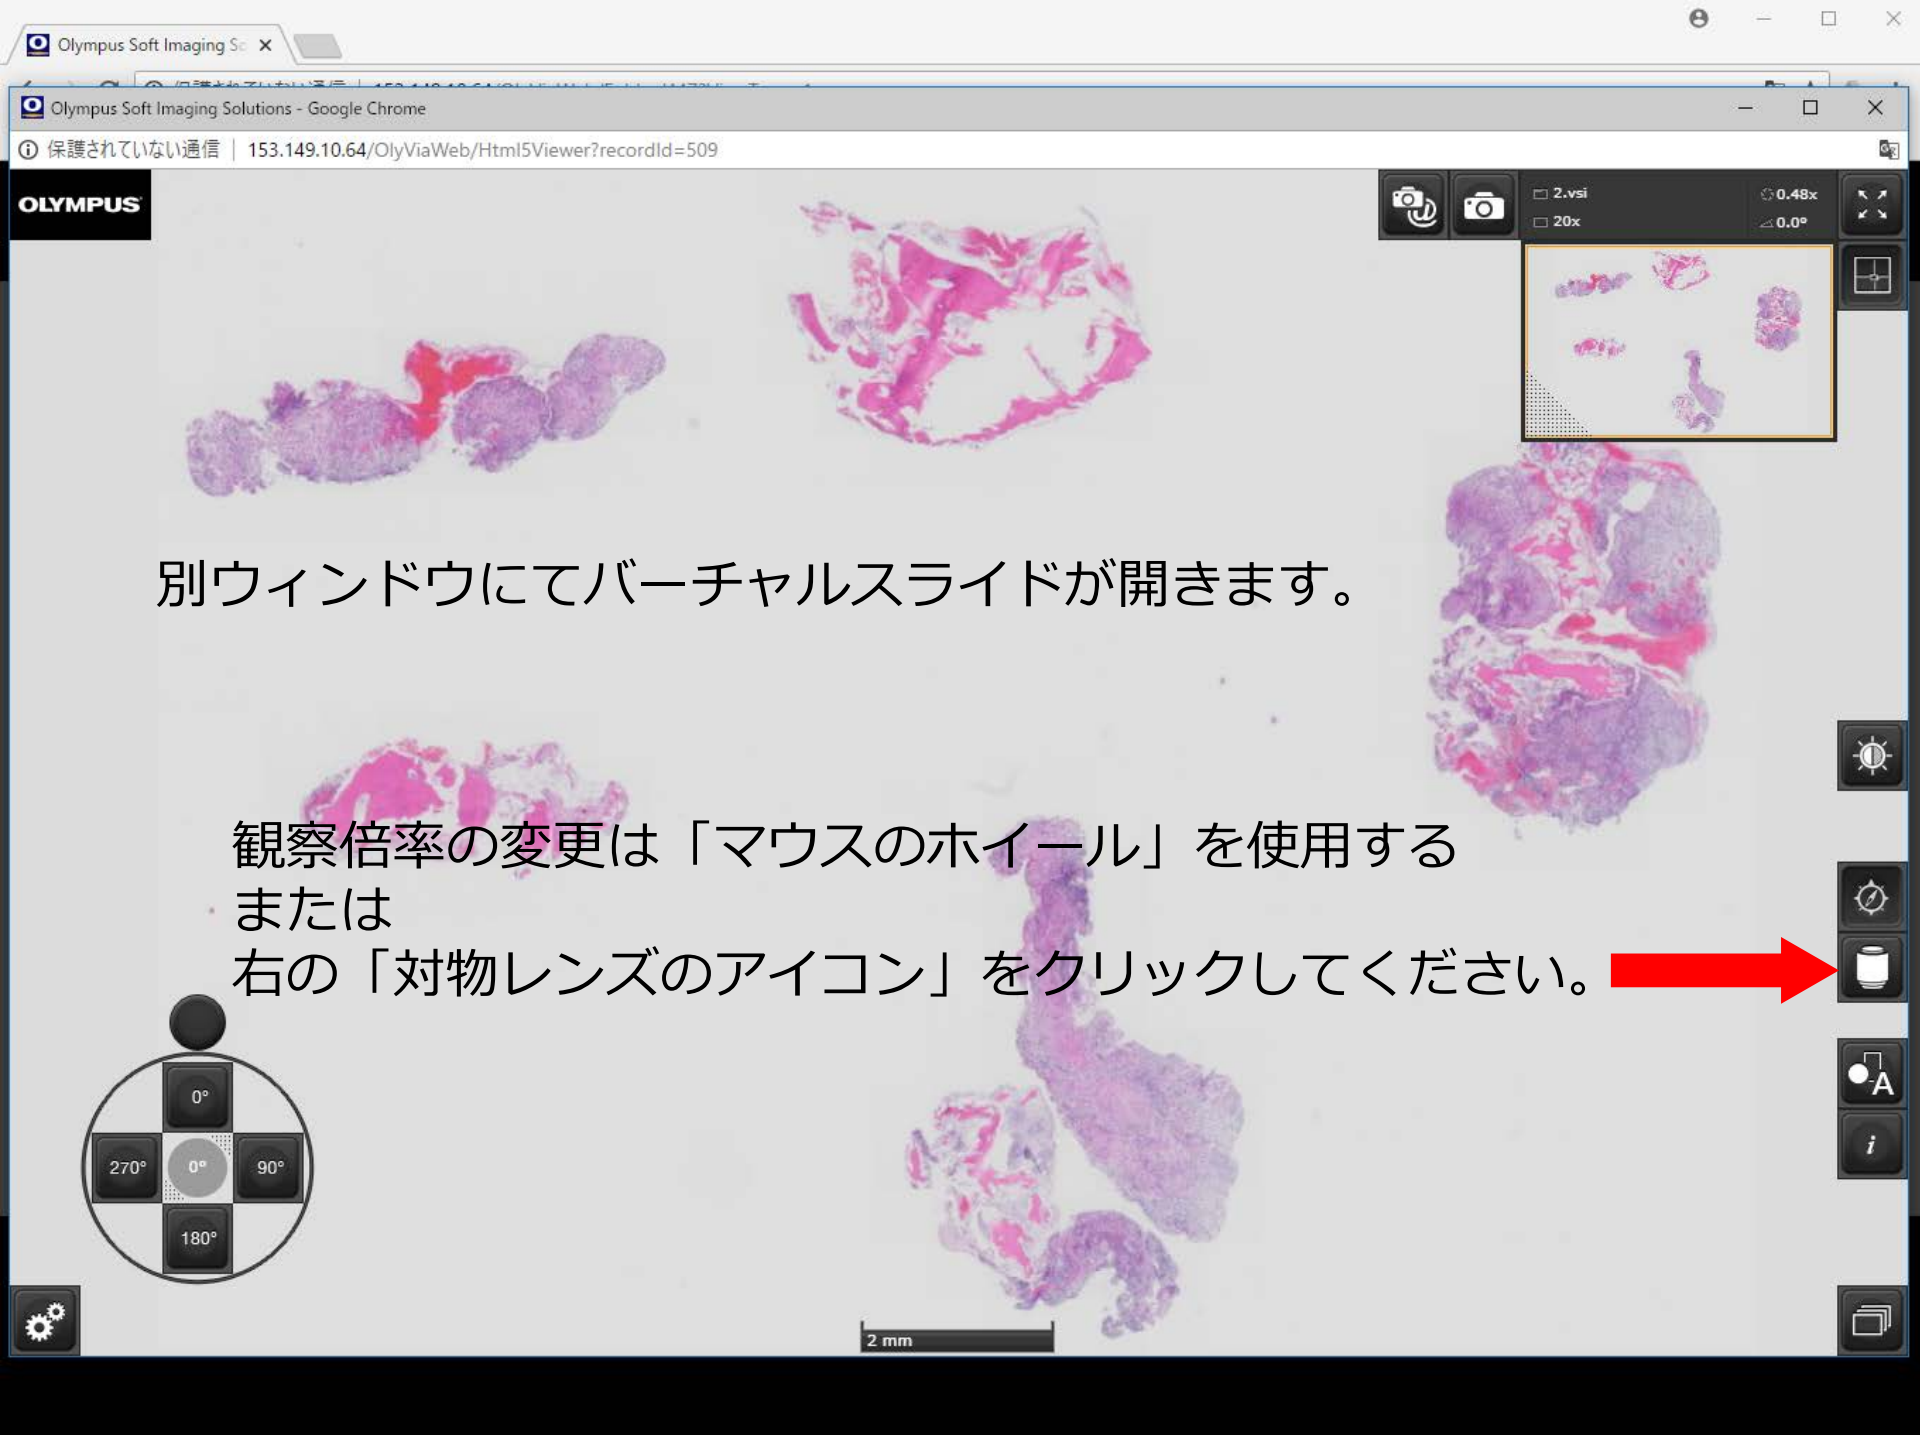 Olympus Soft Imaging So
Olympus Soft Imaging Solutions - Google Chrome
保護されていない通信 | 153.149.10.64/OlyViaWeb/Html5Viewer?recordId=509
OLYMPUS
2.vsi
0.48x
20x
0.0°
別ウィンドウにてバーチャルスライドが開きます。
観察倍率の変更は「マウスのホイール」を使用する
または
右の「対物レンズのアイコン」をクリックしてください。
0°
270°
0°
90°
180°
A
i
2 mm